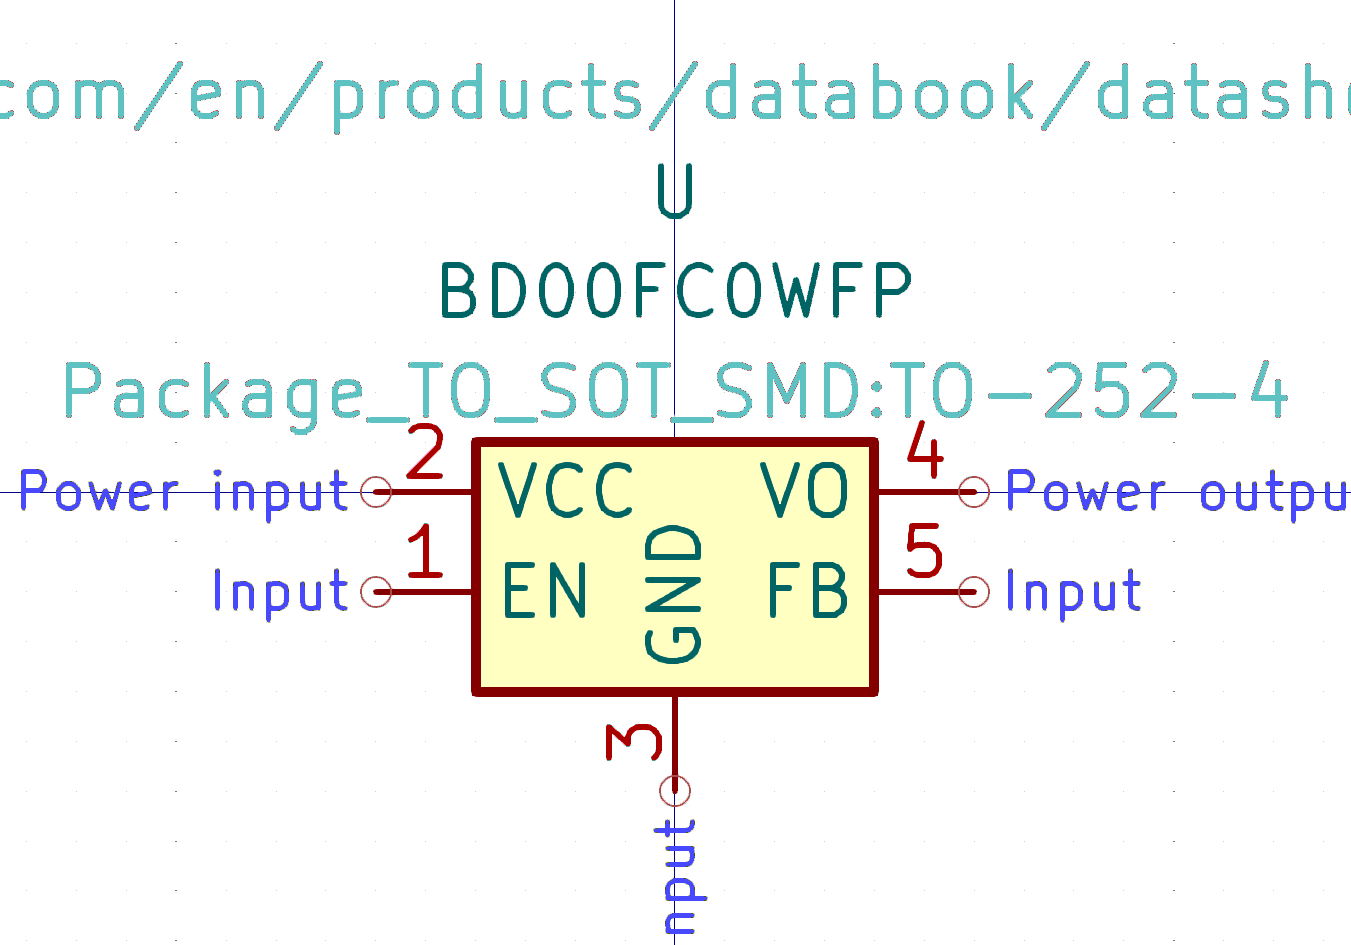 com/en/products/databook/datashe
U
BD00FC0WFP
Package_TO_SOT_SMD:TO-252-4
2 4
Power input VCC VO Power outpu
1 5
Input EN GND FB Input
3
nput